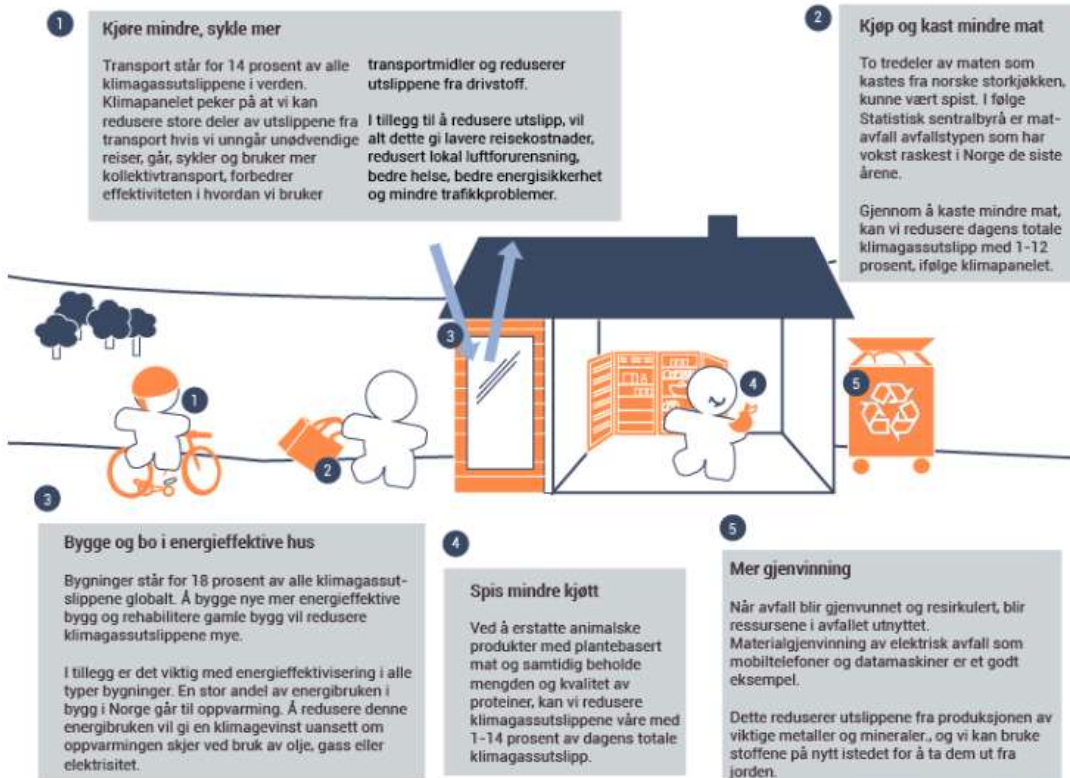 1
Kjøre mindre, sykle mer
Transport står for 14 prosent av alle
klimagassutslippene i verden.
Klimapanelet peker på at vi kan
redusere store deler av utslippene fra
transport hvis vi unngår unødvendige
reiser, går, sykler og bruker mer
kollektivtransport, forbedrer
effektiviteten i hvordan vi bruker
transportmidler og reduserer
utslippene fra drivstoff.
I tillegg til å redusere utslipp, vil
alt dette gi lavere reisekostnader,
redusert lokal luftforurensning,
bedre helse, bedre energisikkerhet
og mindre trafikkproblemer.
2
Kjøp og kast mindre mat
To tredeler av maten som
kastes fra norske storkjøkken,
kunne vært spist. I følge
Statistisk sentralbyrå er mat-
avfall avfallstypen som har
vokst raskest i Norge de siste
årene.
Gjennom å kaste mindre mat,
kan vi redusere dagens totale
klimagassutslipp med 1-12
prosent, ifølge klimapanelet.
1
2
3
4
5
3
Bygge og bo i energieffektive hus
Bygninger står for 18 prosent av alle klimagassut-
slippene globalt. Å bygge nye mer energieffektive
bygg og rehabilitere gamle bygg vil redusere
klimagassutslippene mye.
I tillegg er det viktig med energieffektivisering i alle
typer bygninger. En stor andel av energibruken i
bygg i Norge går til oppvarming. Å redusere denne
energibruken vil gi en klimagevinst uansett om
oppvarmingen skjer ved bruk av olje, gass eller
elektrisitet.
4
Spis mindre kjøtt
Ved å erstatte animalske
produkter med plantebasert
mat og samtidig beholde
mengden og kvalitet av
proteiner, kan vi redusere
klimagassutslippene våre med
1-14 prosent av dagens totale
klimagassutslipp.
5
Mer gjenvinning
Når avfall blir gjenvunnet og resirkulert, blir
ressursene i avfallet utnyttet.
Materialgjenvinning av elektrisk avfall som
mobiltelefoner og datamaskiner er et godt
eksempel.
Dette reduserer utslippene fra produksjonen av
viktige metaller og mineraler., og vi kan bruke
stoffene på nytt istedet for å ta dem ut fra
jorden.